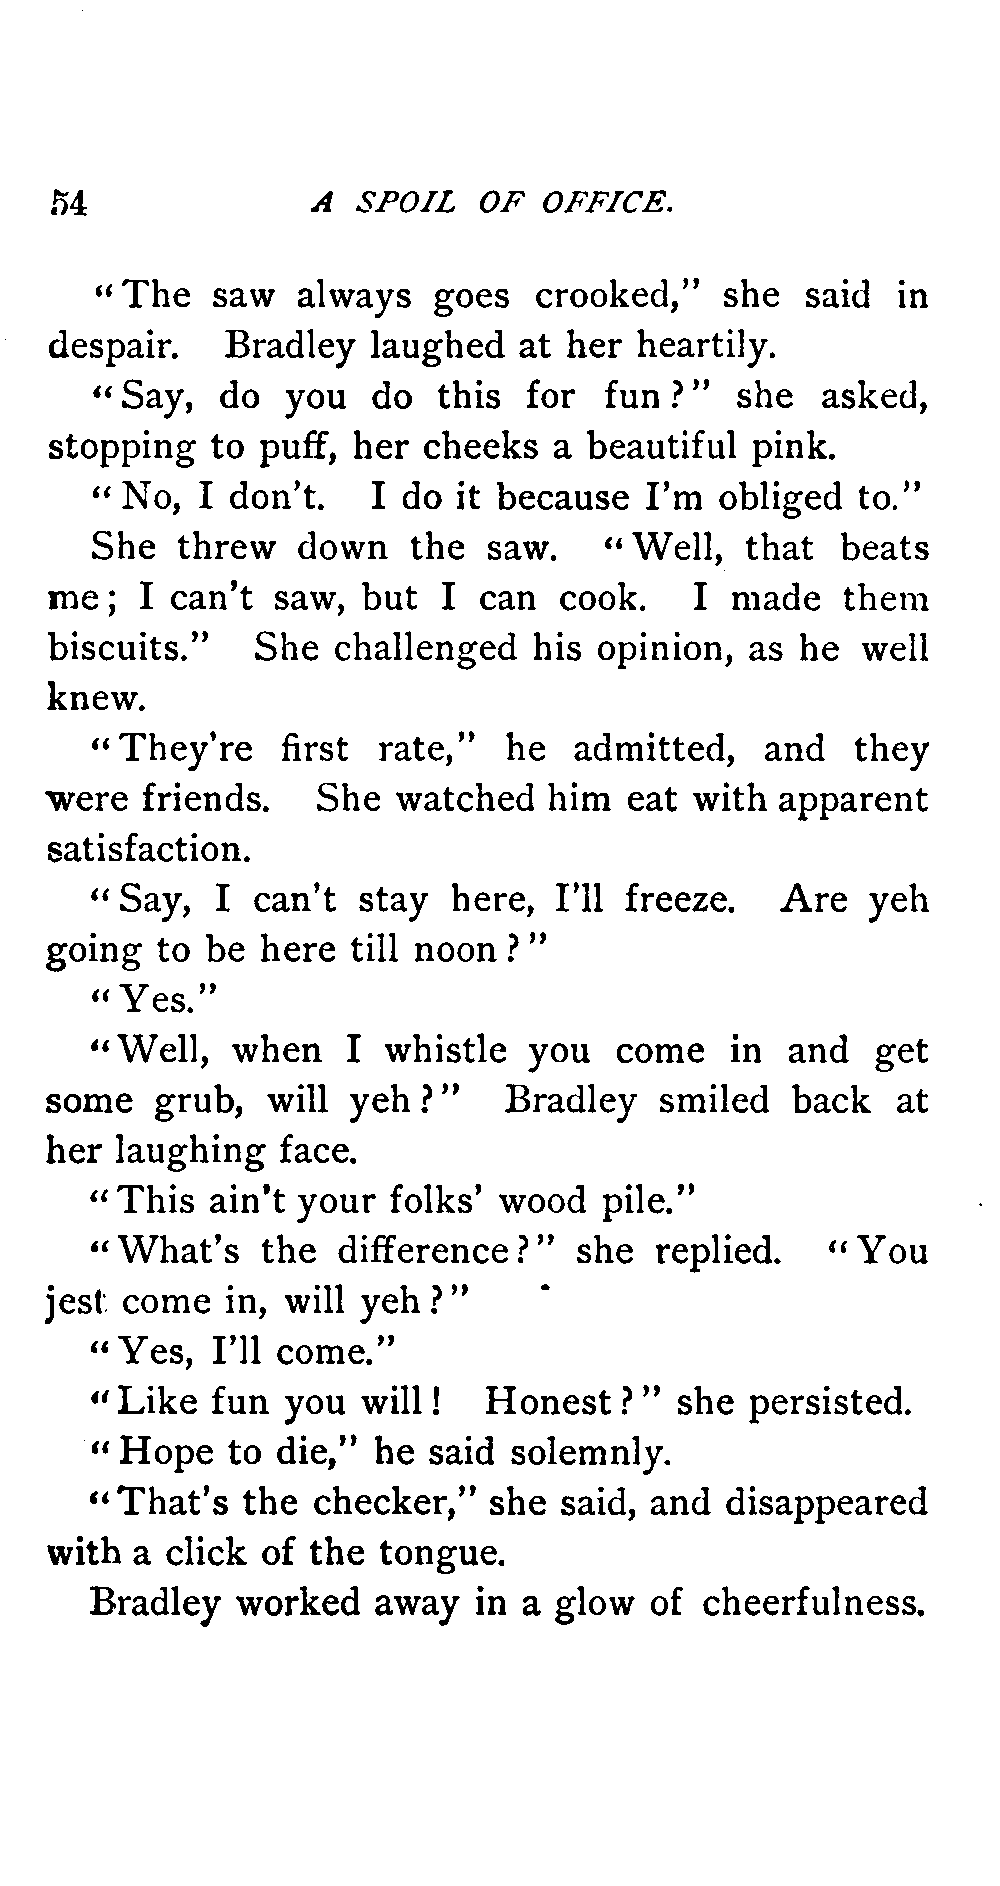 54 A SPOIL OF OFFICE.
"The saw always goes crooked," she said in
despair. Bradley laughed at her heartily.
"Say, do you do this for fun?" she asked,
stopping to puff, her cheeks a beautiful pink.
"No, I don't. I do it because I'm obliged to."
She threw down the saw. "Well, that beats
me; I can't saw, but I can cook. I made them
biscuits." She challenged his opinion, as he well
knew.
"They're first rate," he admitted, and they
were friends. She watched him eat with apparent
satisfaction.
"Say, I can't stay here, I'll freeze. Are yeh
going to be here till noon?"
"Yes."
"Well, when I whistle you come in and get
some grub, will yeh?" Bradley smiled back at
her laughing face.
"This ain't your folks' wood pile."
"What's the difference?" she replied. "You
jest come in, will yeh?"
"Yes, I'll come."
"Like fun you will! Honest?" she persisted.
"Hope to die," he said solemnly.
"That's the checker," she said, and disappeared
with a click of the tongue.
Bradley worked away in a glow of cheerfulness.